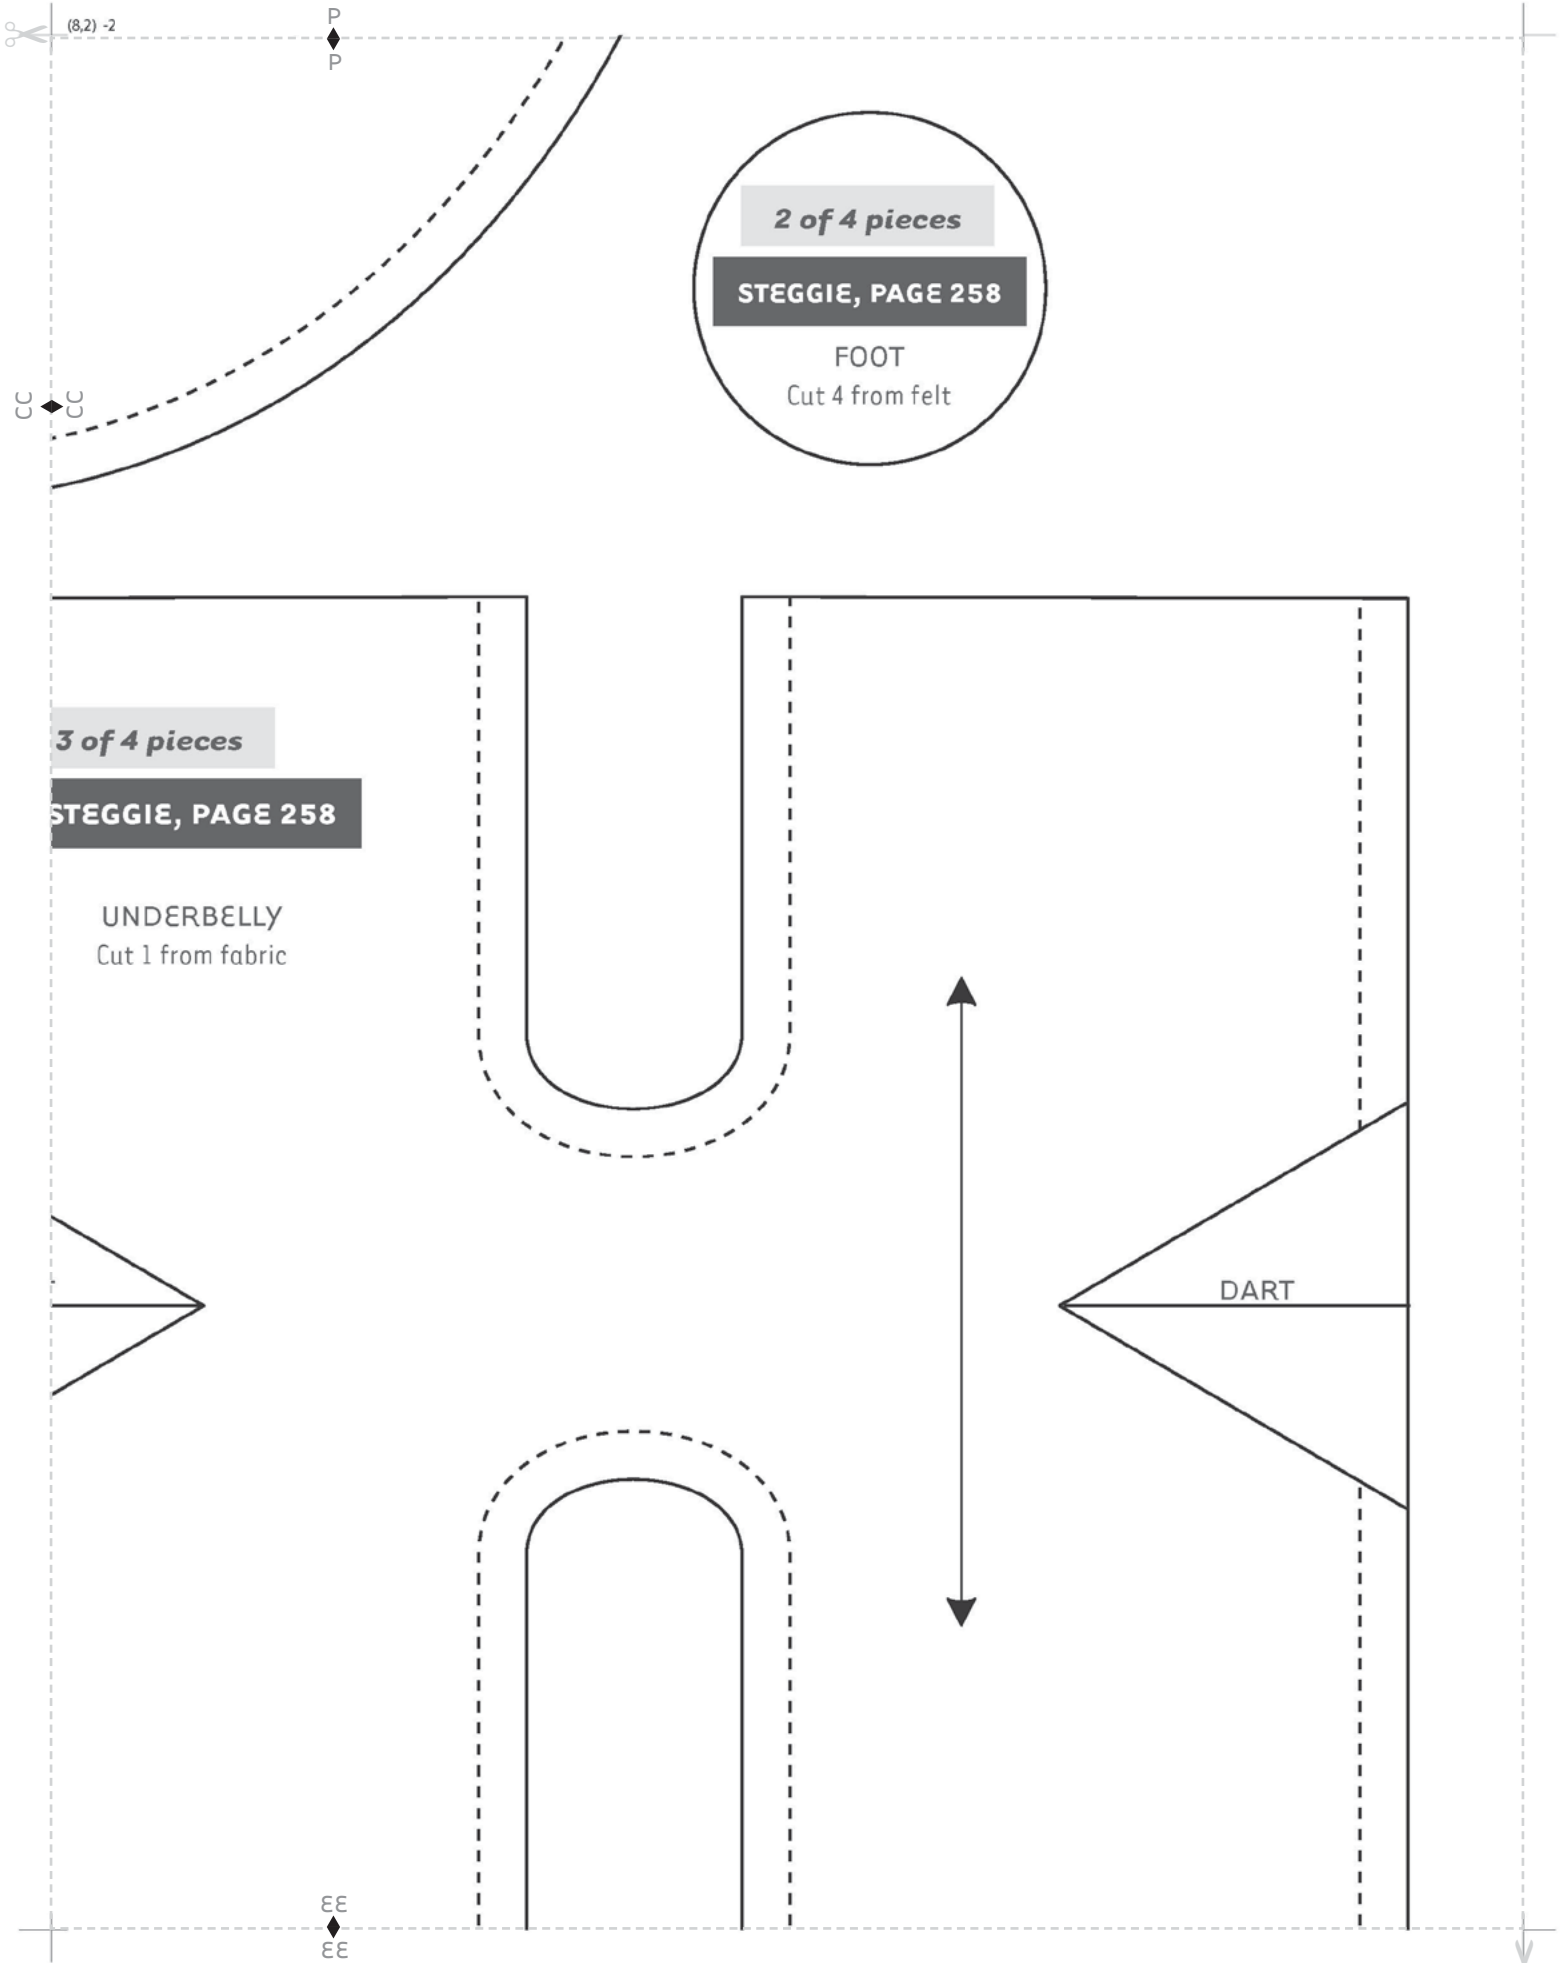 (8,2) -2
P
P
2 of 4 pieces
STEGGIE, PAGE 258
FOOT
Cut 4 from felt
CC
CC
3 of 4 pieces
STEGGIE, PAGE 258
UNDERBELLY
Cut 1 from fabric
DART
EE
EE